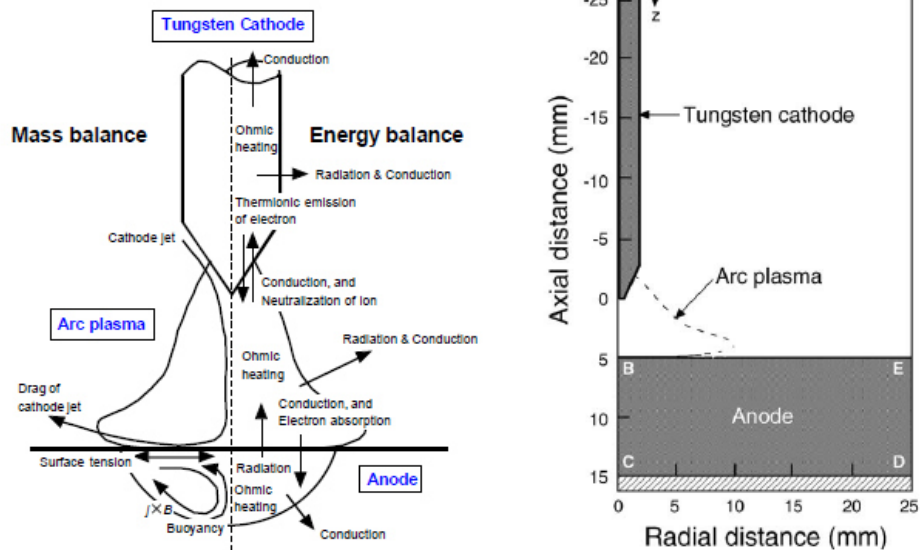 Tungsten Cathode
Conduction
Mass balance
Energy balance
Ohmic
heating
Radiation & Conduction
Thermionic emission
of electron
Cathode jet
Conduction, and
Neutralization of Ion
Arc plasma
Radiation & Conduction
Ohmic
heating
Drag of
cathode jet
Conduction, and
Electron absorption
Surface tension
Radiation
Anode
Ohmic
heating
j×B
Buoyancy
Conduction
-25
z
-20
Tungsten cathode
-15
-10
-5
Arc plasma
0
5
B
E
Anode
10
C
D
15
0
5
10
15
20
25
Axial distance (mm)
Radial distance (mm)